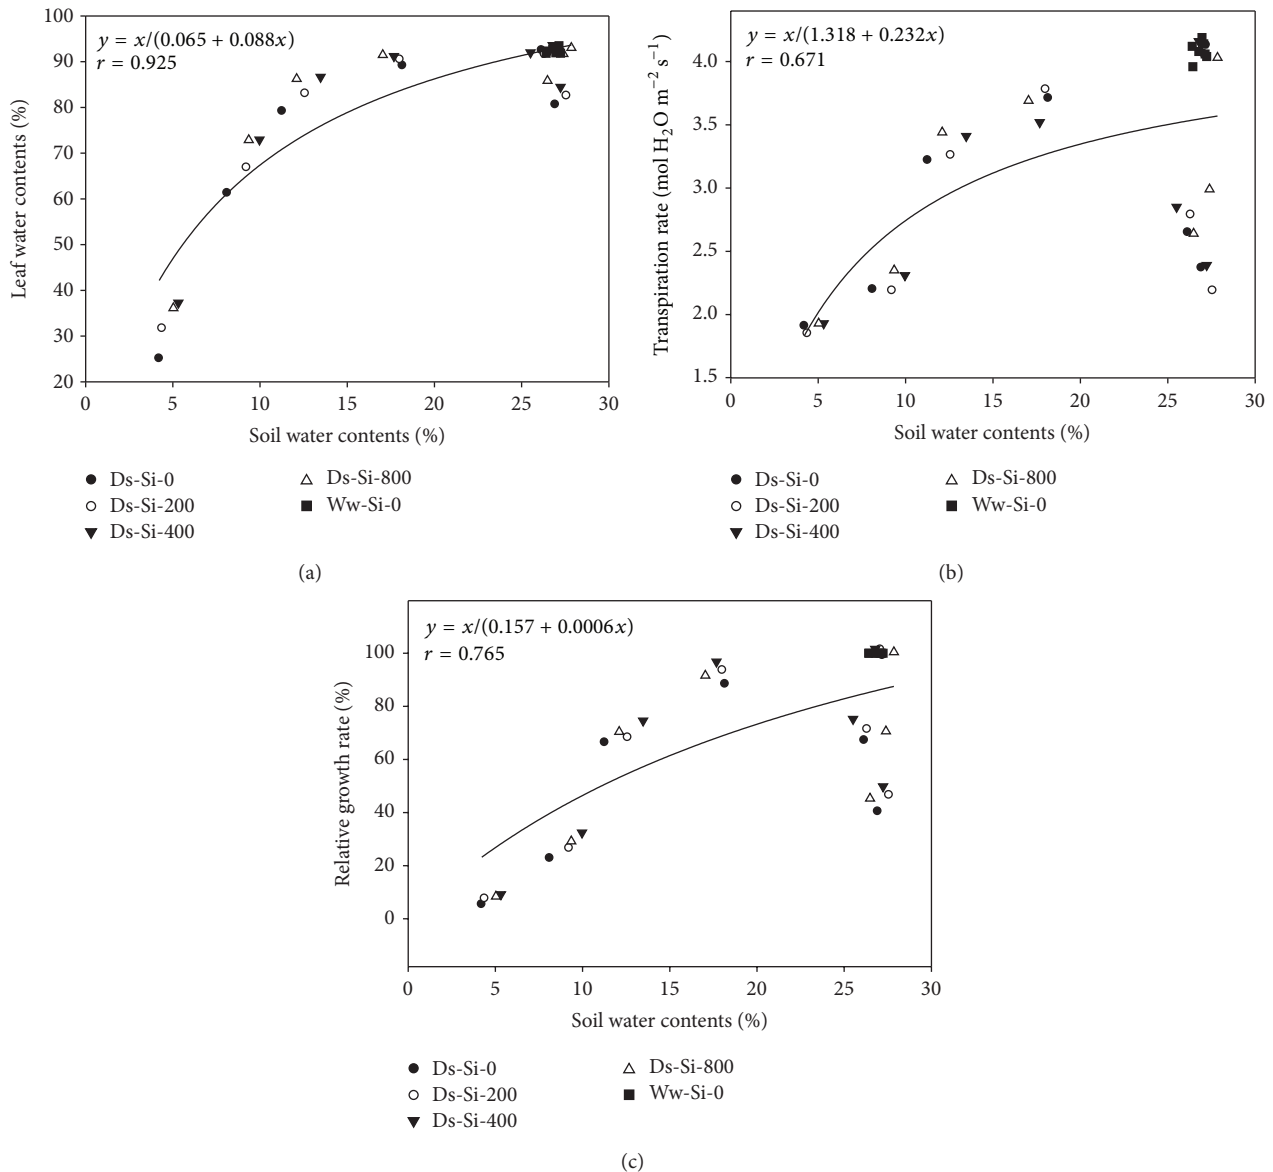 y = x/(0.065 + 0.088x)
r = 0.925
100
90
80
70
60
50
40
30
20
Leaf water contents (%)
0 5 10 15 20 25 30
Soil water contents (%)
Ds-Si-0
Ds-Si-200
Ds-Si-400
Ds-Si-800
Ww-Si-0
(a)
y = x/(1.318 + 0.232x)
r = 0.671
4.0
3.5
3.0
2.5
2.0
1.5
Transpiration rate (mol H₂O m⁻² s⁻¹)
0 5 10 15 20 25 30
Soil water contents (%)
Ds-Si-0
Ds-Si-200
Ds-Si-400
Ds-Si-800
Ww-Si-0
(b)
y = x/(0.157 + 0.0006x)
r = 0.765
100
80
60
40
20
0
Relative growth rate (%)
0 5 10 15 20 25 30
Soil water contents (%)
Ds-Si-0
Ds-Si-200
Ds-Si-400
Ds-Si-800
Ww-Si-0
(c)